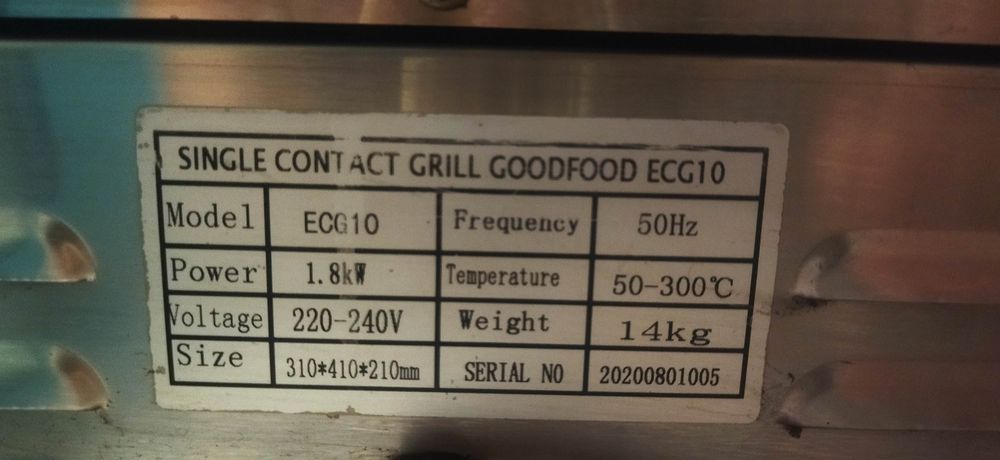 SINGLE CONTACT GRILL GOODFOOD ECG10
Model ECG10 Frequency 50Hz
Power 1.8kW Temperature 50-300℃
Voltage 220-240V Weight 14kg
Size 310*410*210mm SERIAL NO 20200801005